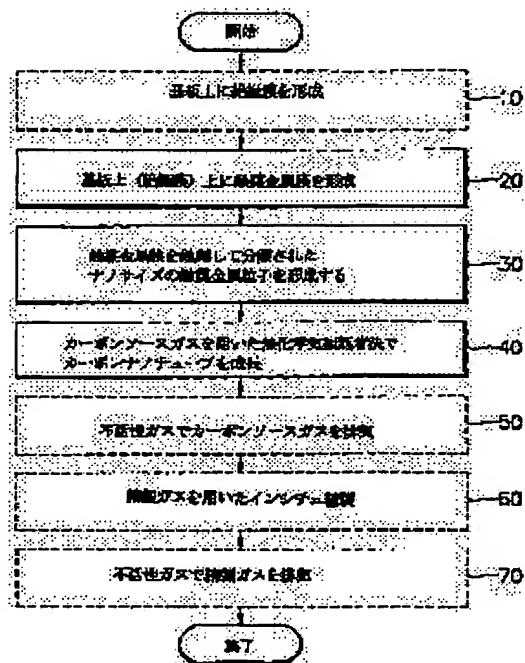 開始
基板上に絶縁膜を形成
10
基板上（絶縁膜）上に触媒金属膜を形成
20
触媒金属膜を蝕刻して分離された
ナノサイズの触媒金属粒子を形成する
30
カーボンソースガスを用いた熱化学気相蒸着法で
カーボンナノチューブを成長
40
不活性ガスでカーボンソースガスを排気
50
精製ガスを用いたインシチュ精製
60
不活性ガスで精製ガスを排気
70
終了